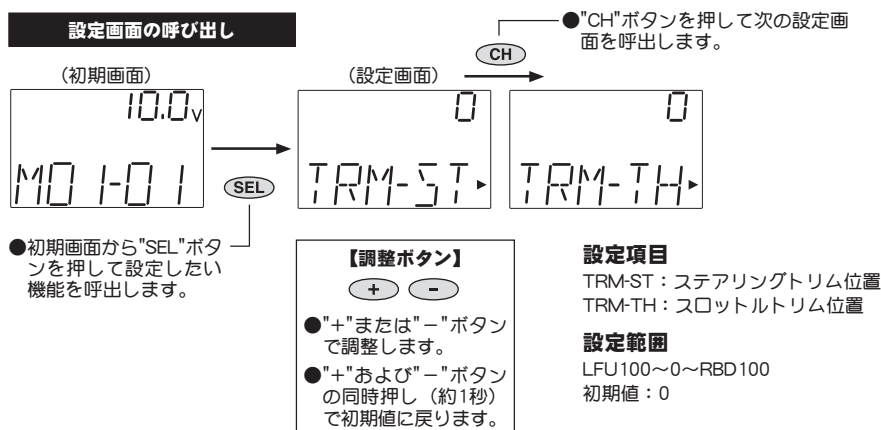 設定画面の呼び出し
●"CH"ボタンを押して次の設定画
面を呼出します。
CH
(初期画面)
(設定画面)
10.0V
M01-01
SEL
0
TRM-ST
0
TRM-TH
●初期画面から"SEL"ボタ
ンを押して設定したい
機能を呼出します。
【調整ボタン】
+ -
●"+"または"-"ボタン
で調整します。
●"+"および"-"ボタン
の同時押し(約1秒)
で初期値に戻ります。
設定項目
TRM-ST:ステアリングトリム位置
TRM-TH:スロットルトリム位置
設定範囲
LFU100~0~RBD100
初期値:0